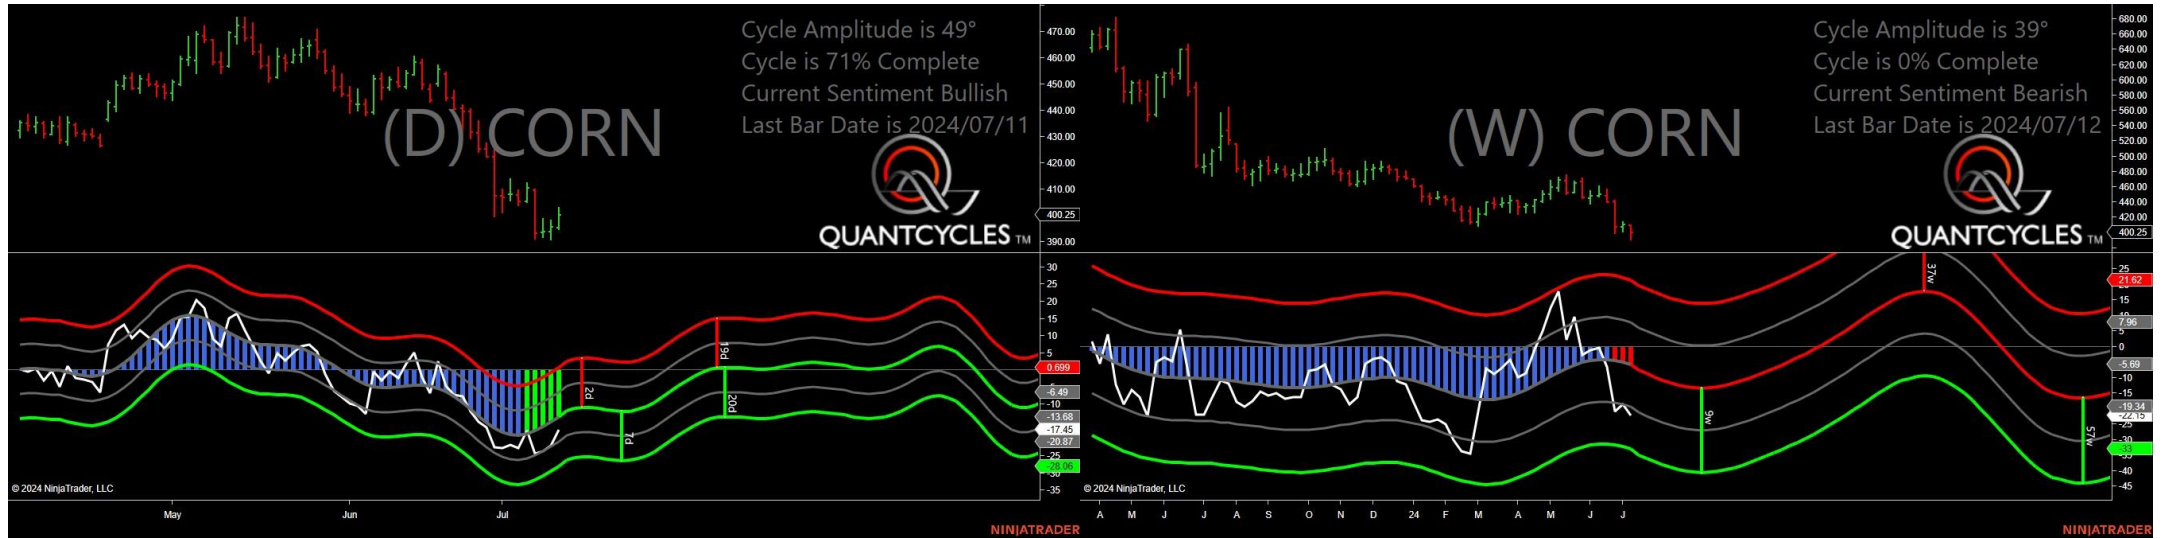 Cycle Amplitude is 49°
Cycle is 71% Complete
Current Sentiment Bullish
Last Bar Date is 2024/07/11
(D) CORN
QUANTCYCLES TM
470.00
460.00
450.00
440.00
430.00
420.00
410.00
400.25
390.00
30
25
20
15
10
5
0.699
-6.49
-10
-13.68
-17.45
-20.87
-25
-28.06
-35
2d
7d
19d
20d
© 2024 NinjaTrader, LLC
May
Jun
Jul
NINJATRADER
Cycle Amplitude is 39°
Cycle is 0% Complete
Current Sentiment Bearish
Last Bar Date is 2024/07/12
(W) CORN
QUANTCYCLES TM
680.00
660.00
640.00
620.00
600.00
580.00
560.00
540.00
520.00
500.00
480.00
460.00
440.00
420.00
400.25
25
21.62
15
7.96
5
0
-5.69
-10
-15
-19.34
-22.15
-25
-30
-33
-40
-45
9w
37w
57w
© 2024 NinjaTrader, LLC
A
M
J
J
A
S
O
N
D
24
F
M
A
M
J
J
NINJATRADER